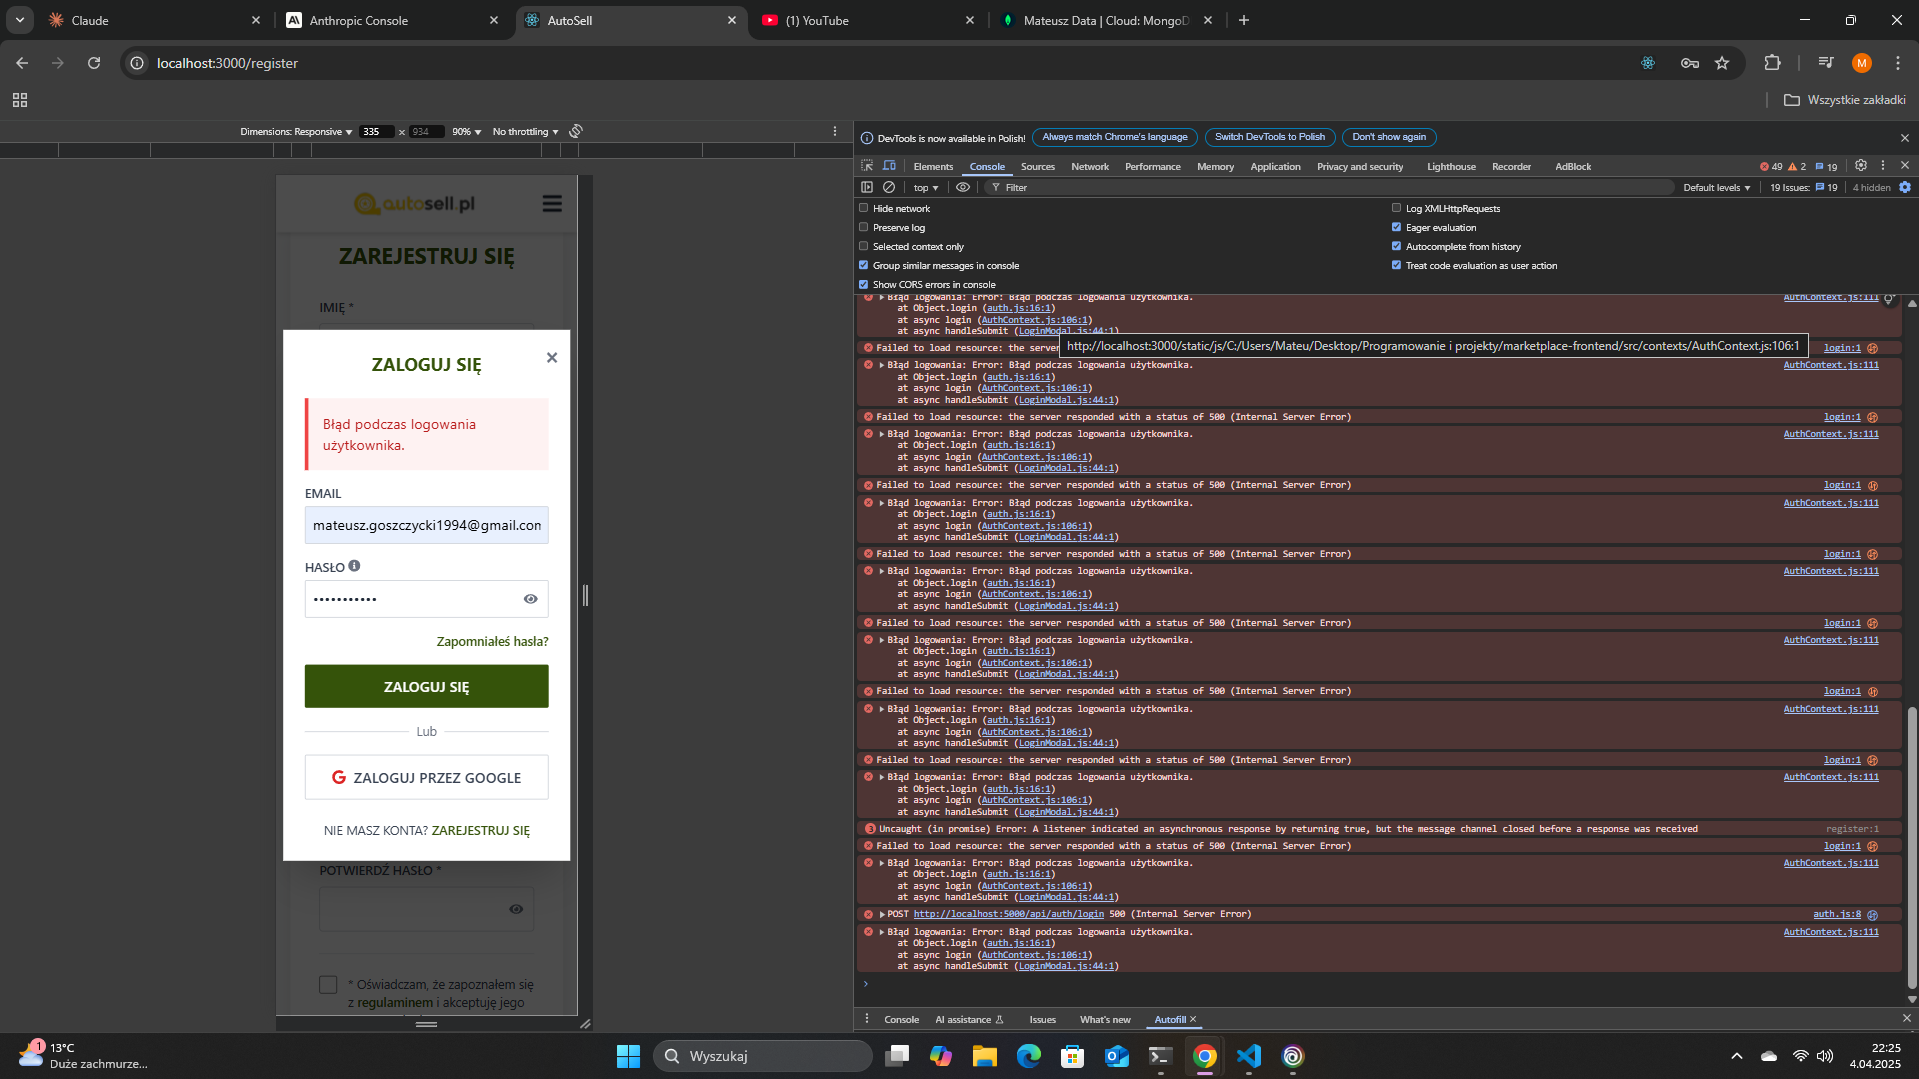 Claude
Anthropic Console
AutoSell
(1) YouTube
Mateusz Data | Cloud: MongoD
localhost:3000/register
M
Wszystkie zakładki
Dimensions: Responsive
335
×
934
90%
No throttling
DevTools is now available in Polish!
Always match Chrome's language
Switch DevTools to Polish
Don't show again
Elements
Console
Sources
Network
Performance
Memory
Application
Privacy and security
Lighthouse
Recorder
AdBlock
49
2
19
top
Filter
Default levels
19 Issues:
19
4 hidden
Hide network
Log XMLHttpRequests
Preserve log
Eager evaluation
Selected context only
Autocomplete from history
Group similar messages in console
Treat code evaluation as user action
Show CORS errors in console
autosell.pl
ZAREJESTRUJ SIĘ
IMIĘ *
ZALOGUJ SIĘ
Błąd podczas logowania
użytkownika.
EMAIL
mateusz.goszczycki1994@gmail.con
HASŁO
•••••••••••
Zapomniałeś hasła?
ZALOGUJ SIĘ
Lub
ZALOGUJ PRZEZ GOOGLE
NIE MASZ KONTA? ZAREJESTRUJ SIĘ
POTWIERDŹ HASŁO *
* Oświadczam, że zapoznałem się
z regulaminem i akceptuję jego
Błąd logowania: Error: Błąd podczas logowania użytkownika. AuthContext.js:111
at Object.login (auth.js:16:1)
at async login (AuthContext.js:106:1)
at async handleSubmit (LoginModal.js:44:1)
Failed to load resource: the serve login:1
http://localhost:3000/static/js/C:/Users/Mateu/Desktop/Programowanie i projekty/marketplace-frontend/src/contexts/AuthContext.js:106:1
Błąd logowania: Error: Błąd podczas logowania użytkownika. AuthContext.js:111
at Object.login (auth.js:16:1)
at async login (AuthContext.js:106:1)
at async handleSubmit (LoginModal.js:44:1)
Failed to load resource: the server responded with a status of 500 (Internal Server Error) login:1
Błąd logowania: Error: Błąd podczas logowania użytkownika. AuthContext.js:111
at Object.login (auth.js:16:1)
at async login (AuthContext.js:106:1)
at async handleSubmit (LoginModal.js:44:1)
Failed to load resource: the server responded with a status of 500 (Internal Server Error) login:1
Błąd logowania: Error: Błąd podczas logowania użytkownika. AuthContext.js:111
at Object.login (auth.js:16:1)
at async login (AuthContext.js:106:1)
at async handleSubmit (LoginModal.js:44:1)
Failed to load resource: the server responded with a status of 500 (Internal Server Error) login:1
Błąd logowania: Error: Błąd podczas logowania użytkownika. AuthContext.js:111
at Object.login (auth.js:16:1)
at async login (AuthContext.js:106:1)
at async handleSubmit (LoginModal.js:44:1)
Failed to load resource: the server responded with a status of 500 (Internal Server Error) login:1
Błąd logowania: Error: Błąd podczas logowania użytkownika. AuthContext.js:111
at Object.login (auth.js:16:1)
at async login (AuthContext.js:106:1)
at async handleSubmit (LoginModal.js:44:1)
Failed to load resource: the server responded with a status of 500 (Internal Server Error) login:1
Błąd logowania: Error: Błąd podczas logowania użytkownika. AuthContext.js:111
at Object.login (auth.js:16:1)
at async login (AuthContext.js:106:1)
at async handleSubmit (LoginModal.js:44:1)
Failed to load resource: the server responded with a status of 500 (Internal Server Error) login:1
Błąd logowania: Error: Błąd podczas logowania użytkownika. AuthContext.js:111
at Object.login (auth.js:16:1)
at async login (AuthContext.js:106:1)
at async handleSubmit (LoginModal.js:44:1)
3 Uncaught (in promise) Error: A listener indicated an asynchronous response by returning true, but the message channel closed before a response was received register:1
Failed to load resource: the server responded with a status of 500 (Internal Server Error) login:1
Błąd logowania: Error: Błąd podczas logowania użytkownika. AuthContext.js:111
at Object.login (auth.js:16:1)
at async login (AuthContext.js:106:1)
at async handleSubmit (LoginModal.js:44:1)
POST http://localhost:5000/api/auth/login 500 (Internal Server Error) auth.js:8
Błąd logowania: Error: Błąd podczas logowania użytkownika. AuthContext.js:111
at Object.login (auth.js:16:1)
at async login (AuthContext.js:106:1)
at async handleSubmit (LoginModal.js:44:1)
Console
AI assistance
Issues
What's new
Autofill
1
13°C
Duże zachmurze...
Wyszukaj
22:25
4.04.2025